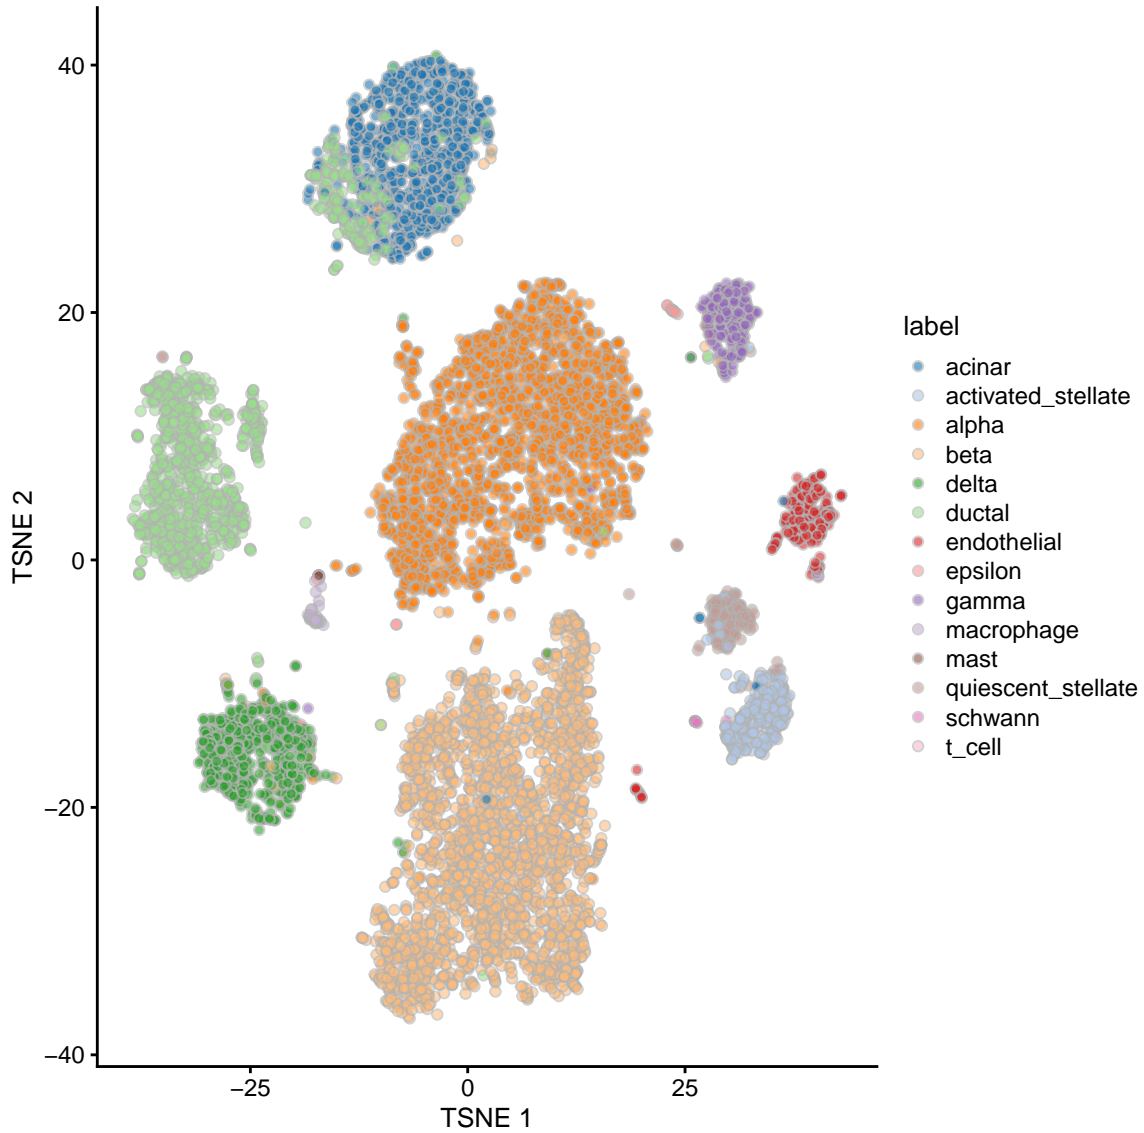 40
20
0
−20
−40
TSNE 2
−25
0
25
TSNE 1
label
acinar
activated_stellate
alpha
beta
delta
ductal
endothelial
epsilon
gamma
macrophage
mast
quiescent_stellate
schwann
t_cell